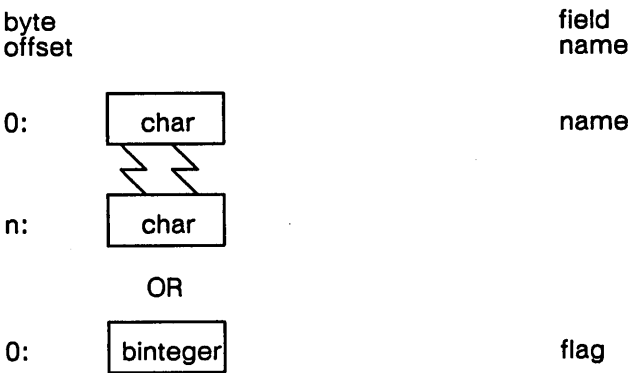 byte field
offset name
0: char name
n: char
OR
0: binteger flag